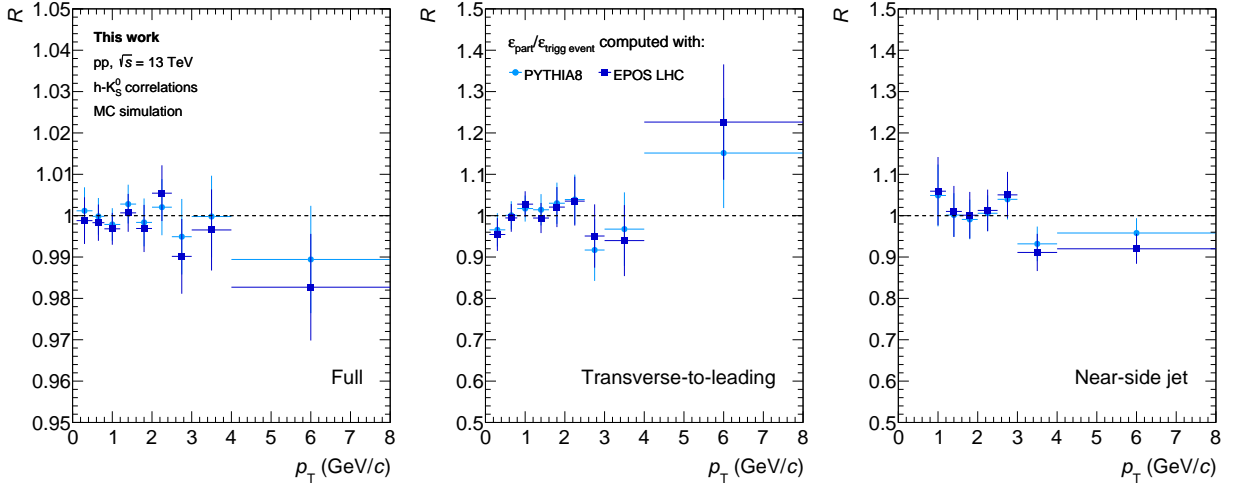 R
1.05
1.04
1.03
1.02
1.01
1
0.99
0.98
0.97
0.96
0.95
This work
pp, √s = 13 TeV
h-K⁰_S correlations
MC simulation
Full
0 1 2 3 4 5 6 7 8
p_T (GeV/c)
R
1.5
1.4
1.3
1.2
1.1
1
0.9
0.8
0.7
0.6
0.5
ε_part/ε_trigg event computed with:
PYTHIA8 EPOS LHC
Transverse-to-leading
0 1 2 3 4 5 6 7 8
p_T (GeV/c)
R
1.5
1.4
1.3
1.2
1.1
1
0.9
0.8
0.7
0.6
0.5
Near-side jet
0 1 2 3 4 5 6 7 8
p_T (GeV/c)